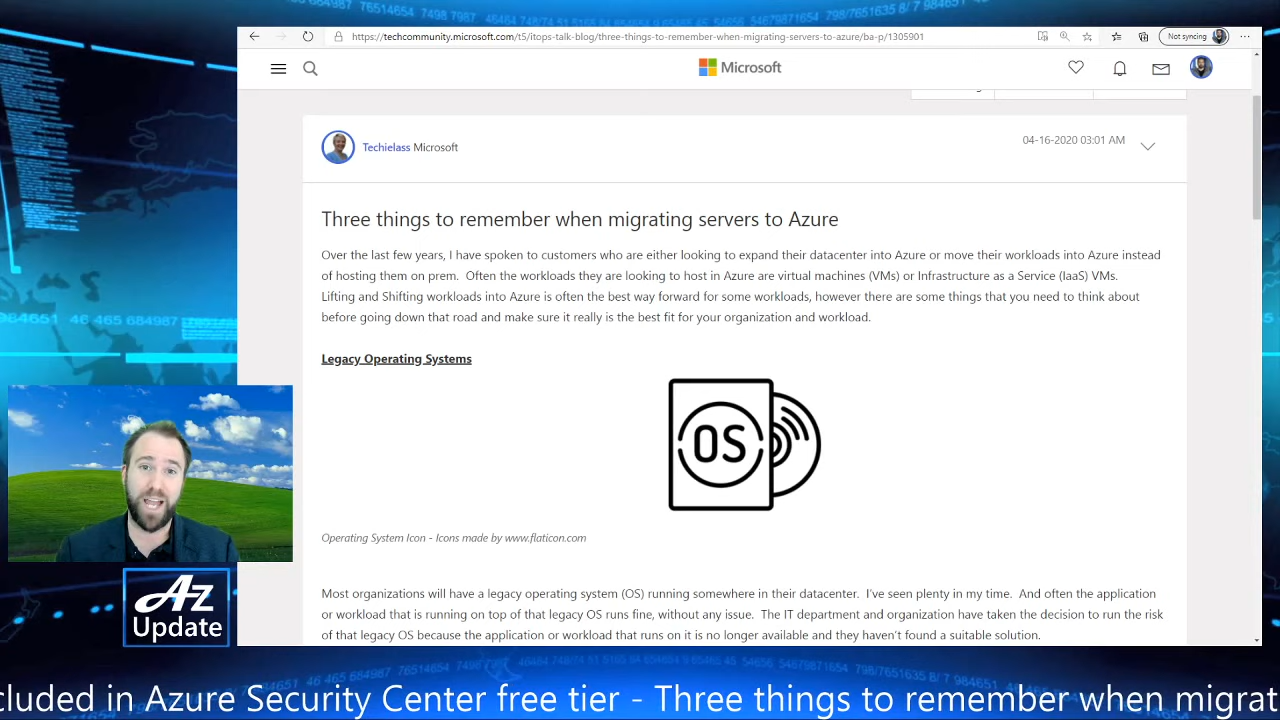 https://techcommunity.microsoft.com/t5/itops-talk-blog/three-things-to-remember-when-migrating-servers-to-azure/ba-p/1305901
Not syncing
Microsoft
Techielass Microsoft
04-16-2020 03:01 AM
Three things to remember when migrating servers to Azure
Over the last few years, I have spoken to customers who are either looking to expand their datacenter into Azure or move their workloads into Azure instead
of hosting them on prem. Often the workloads they are looking to host in Azure are virtual machines (VMs) or Infrastructure as a Service (IaaS) VMs.
Lifting and Shifting workloads into Azure is often the best way forward for some workloads, however there are some things that you need to think about
before going down that road and make sure it really is the best fit for your organization and workload.
Legacy Operating Systems
OS
Operating System Icon - Icons made by www.flaticon.com
Most organizations will have a legacy operating system (OS) running somewhere in their datacenter. I've seen plenty in my time. And often the application
or workload that is running on top of that legacy OS runs fine, without any issue. The IT department and organization have taken the decision to run the risk
of that legacy OS because the application or workload that runs on it is no longer available and they haven't found a suitable solution.
Az
Update
cluded in Azure Security Center free tier - Three things to remember when migrat